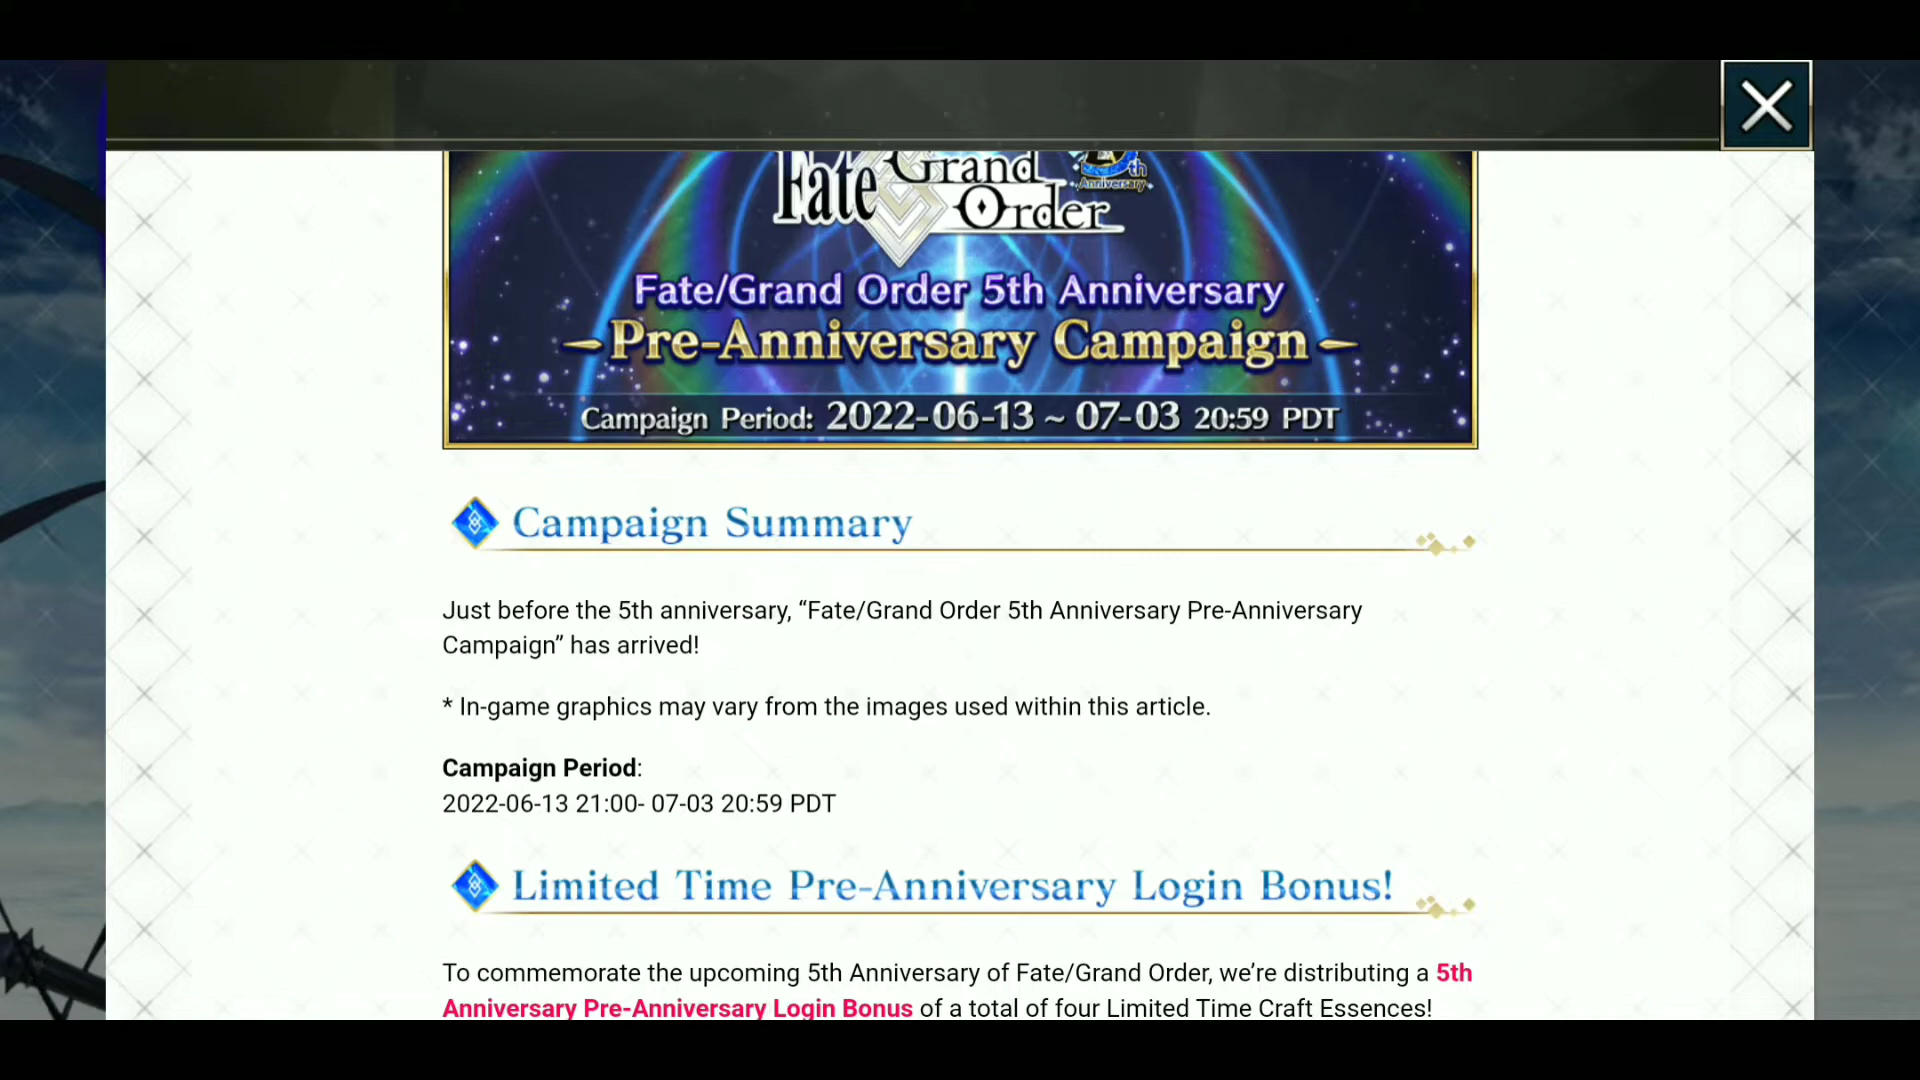 Fate Grand Order
th Anniversary
Fate/Grand Order 5th Anniversary
Pre-Anniversary Campaign
Campaign Period: 2022-06-13 ~ 07-03 20:59 PDT
Campaign Summary
Just before the 5th anniversary, “Fate/Grand Order 5th Anniversary Pre-Anniversary
Campaign” has arrived!
* In-game graphics may vary from the images used within this article.
Campaign Period:
2022-06-13 21:00- 07-03 20:59 PDT
Limited Time Pre-Anniversary Login Bonus!
To commemorate the upcoming 5th Anniversary of Fate/Grand Order, we’re distributing a 5th
Anniversary Pre-Anniversary Login Bonus of a total of four Limited Time Craft Essences!